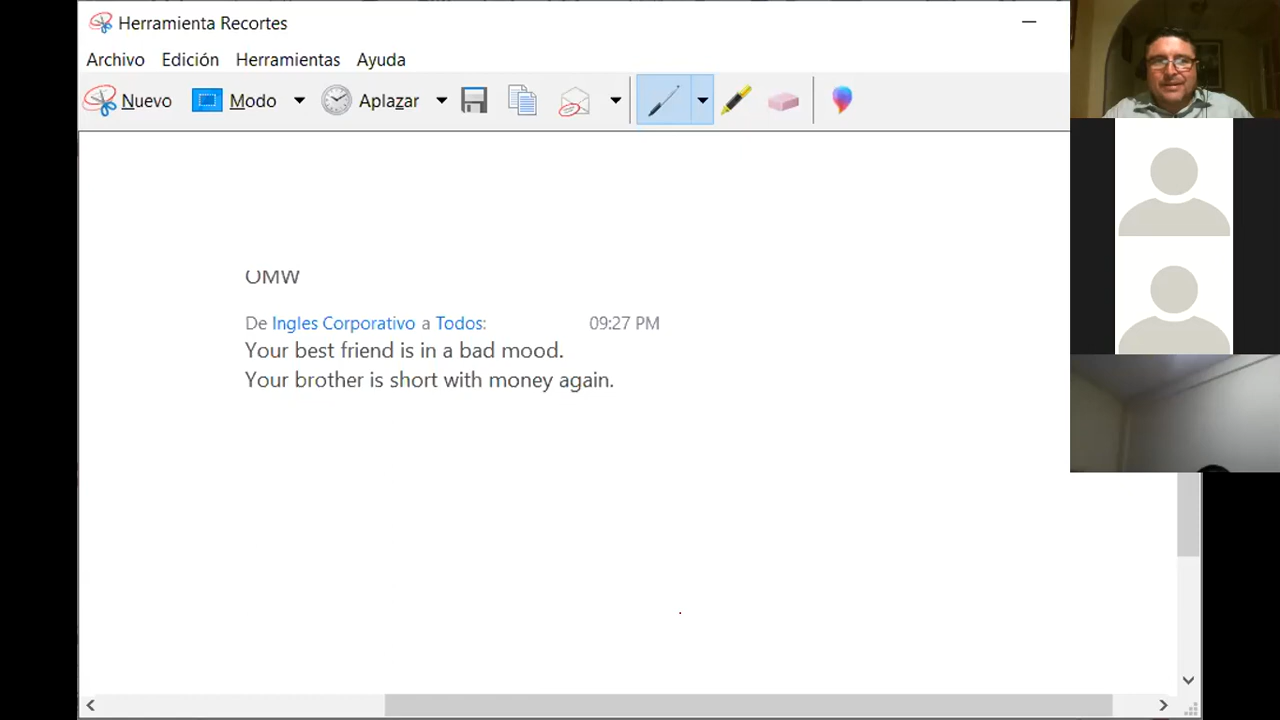 Herramienta Recortes
Archivo Edición Herramientas Ayuda
Nuevo Modo Aplazar
OMW
De Ingles Corporativo a Todos: 09:27 PM
Your best friend is in a bad mood.
Your brother is short with money again.